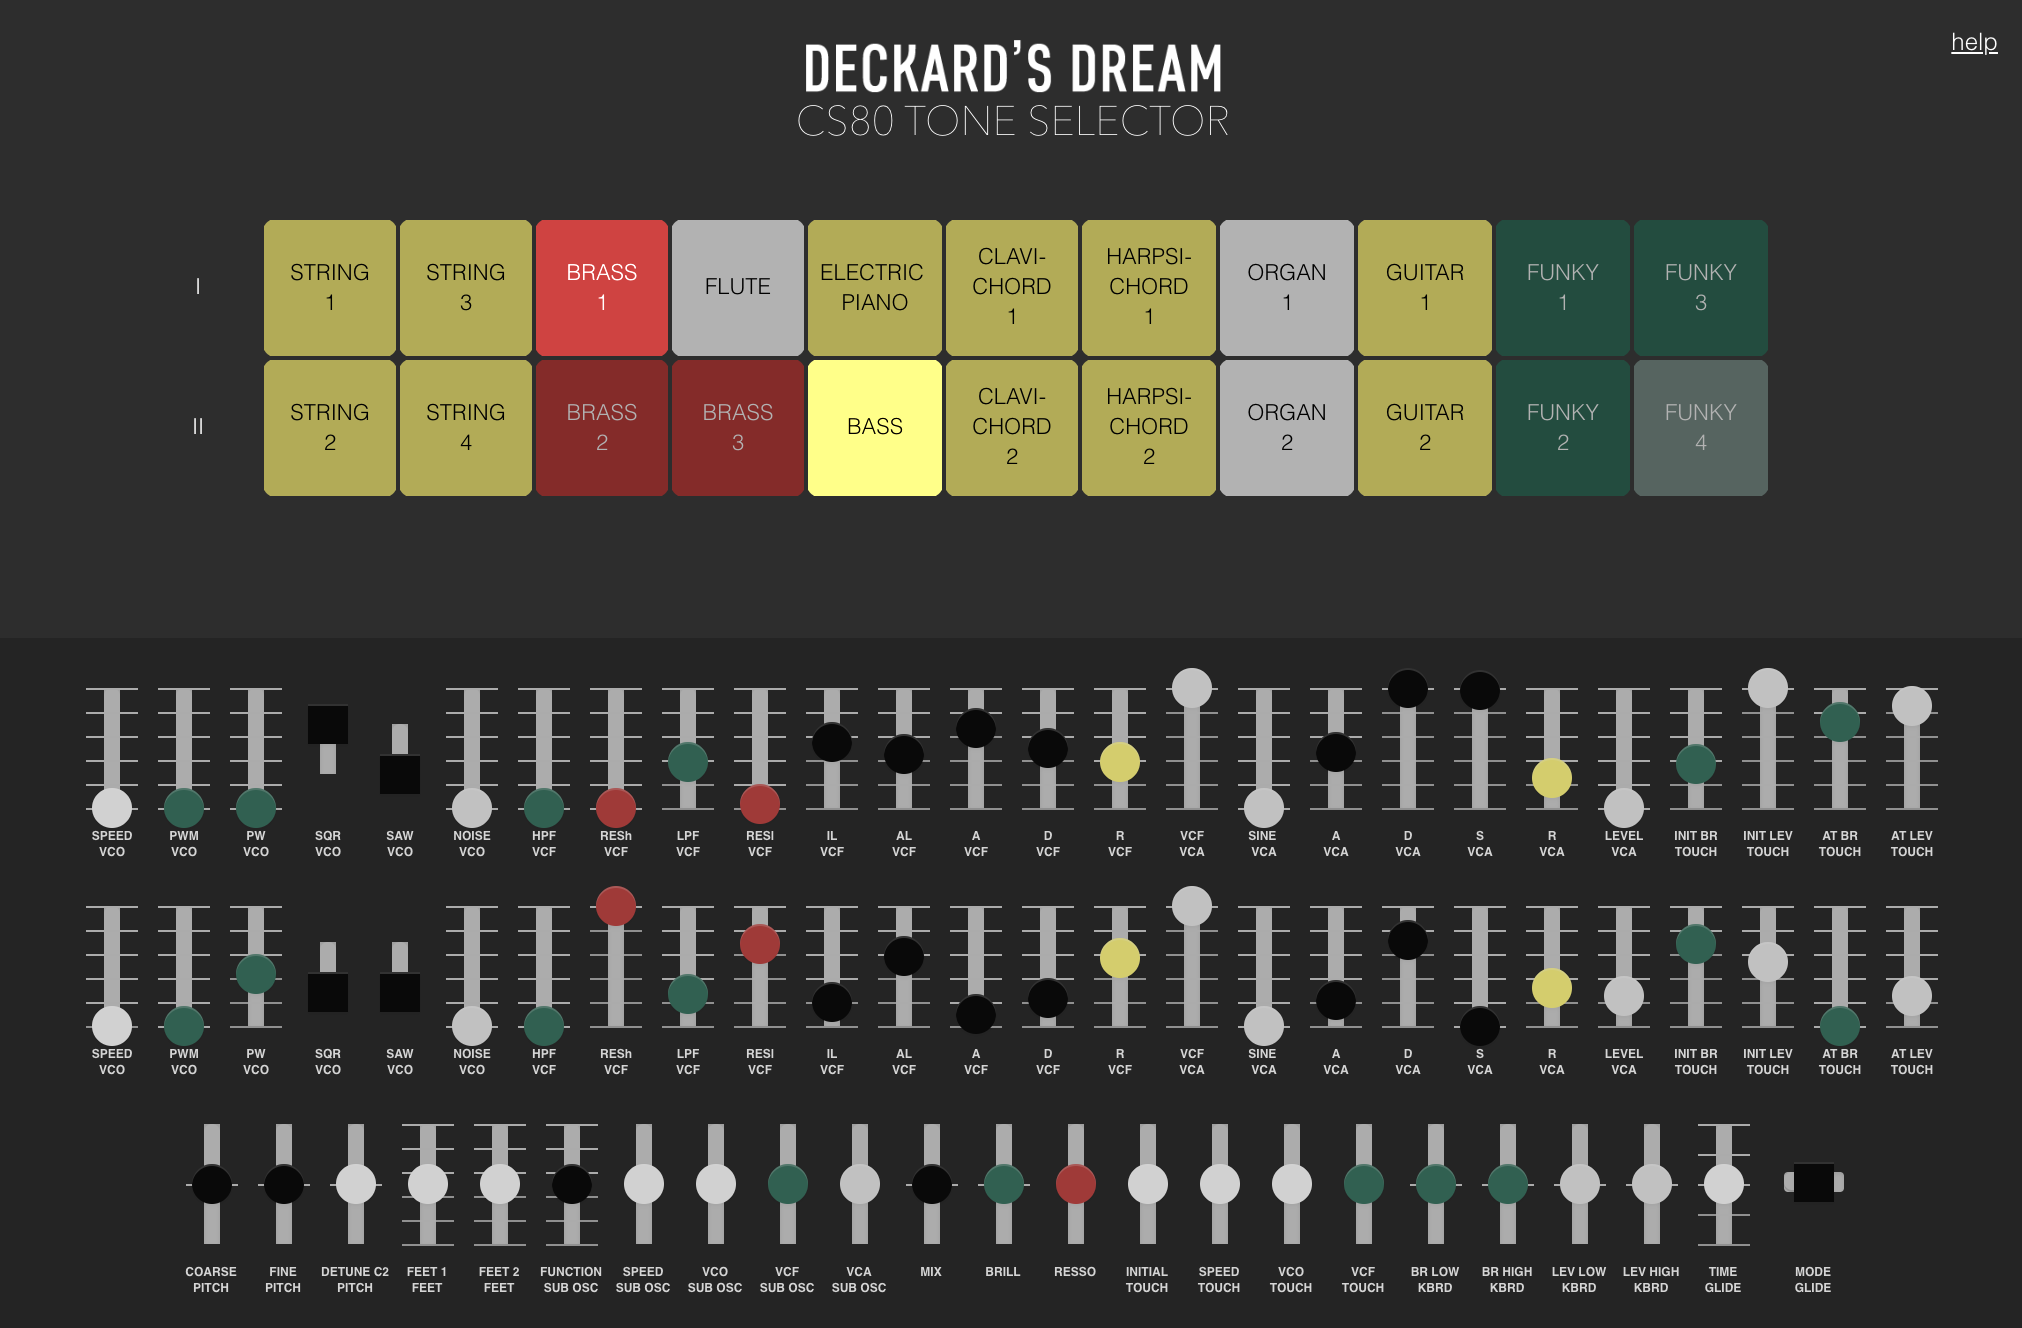 help
DECKARD'S DREAM
CS80 TONE SELECTOR
I
STRING 1
STRING 3
BRASS 1
FLUTE
ELECTRIC PIANO
CLAVI-CHORD 1
HARPSI-CHORD 1
ORGAN 1
GUITAR 1
FUNKY 1
FUNKY 3
II
STRING 2
STRING 4
BRASS 2
BRASS 3
BASS
CLAVI-CHORD 2
HARPSI-CHORD 2
ORGAN 2
GUITAR 2
FUNKY 2
FUNKY 4
SPEED PWM PW SQR SAW NOISE HPF RESh LPF RESl IL AL A D R VCF SINE A D S R LEVEL INIT BR INIT LEV AT BR AT LEV
VCO VCO VCO VCO VCO VCO VCF VCF VCF VCF VCF VCF VCF VCF VCF VCA VCA VCA VCA VCA VCA VCA TOUCH TOUCH TOUCH TOUCH
SPEED PWM PW SQR SAW NOISE HPF RESh LPF RESl IL AL A D R VCF SINE A D S R LEVEL INIT BR INIT LEV AT BR AT LEV
VCO VCO VCO VCO VCO VCO VCF VCF VCF VCF VCF VCF VCF VCF VCF VCA VCA VCA VCA VCA VCA VCA TOUCH TOUCH TOUCH TOUCH
COARSE FINE DETUNE C2 FEET 1 FEET 2 FUNCTION SPEED VCO VCF VCA MIX BRILL RESSO INITIAL SPEED VCO VCF BR LOW BR HIGH LEV LOW LEV HIGH TIME MODE
PITCH PITCH PITCH FEET FEET SUB OSC SUB OSC SUB OSC SUB OSC SUB OSC TOUCH TOUCH TOUCH TOUCH KBRD KBRD KBRD KBRD GLIDE GLIDE